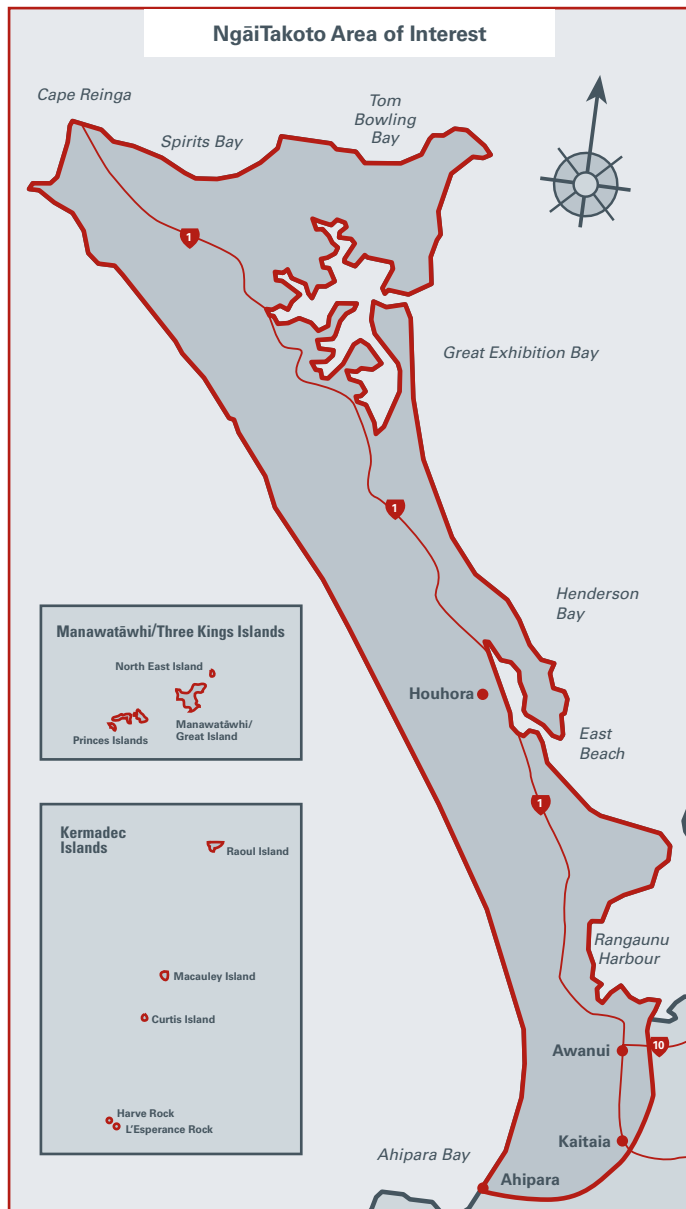 NgāiTakoto Area of Interest
Cape Reinga
Spirits Bay
Tom
Bowling
Bay
1
Great Exhibition Bay
1
Henderson
Bay
Manawatāwhi/Three Kings Islands
North East Island
Manawatāwhi/
Great Island
Princes Islands
Houhora
East
Beach
1
Kermadec
Islands
Raoul Island
Macauley Island
Curtis Island
Harve Rock
L'Esperance Rock
Rangaunu
Harbour
Awanui
10
Kaitaia
Ahipara Bay
Ahipara